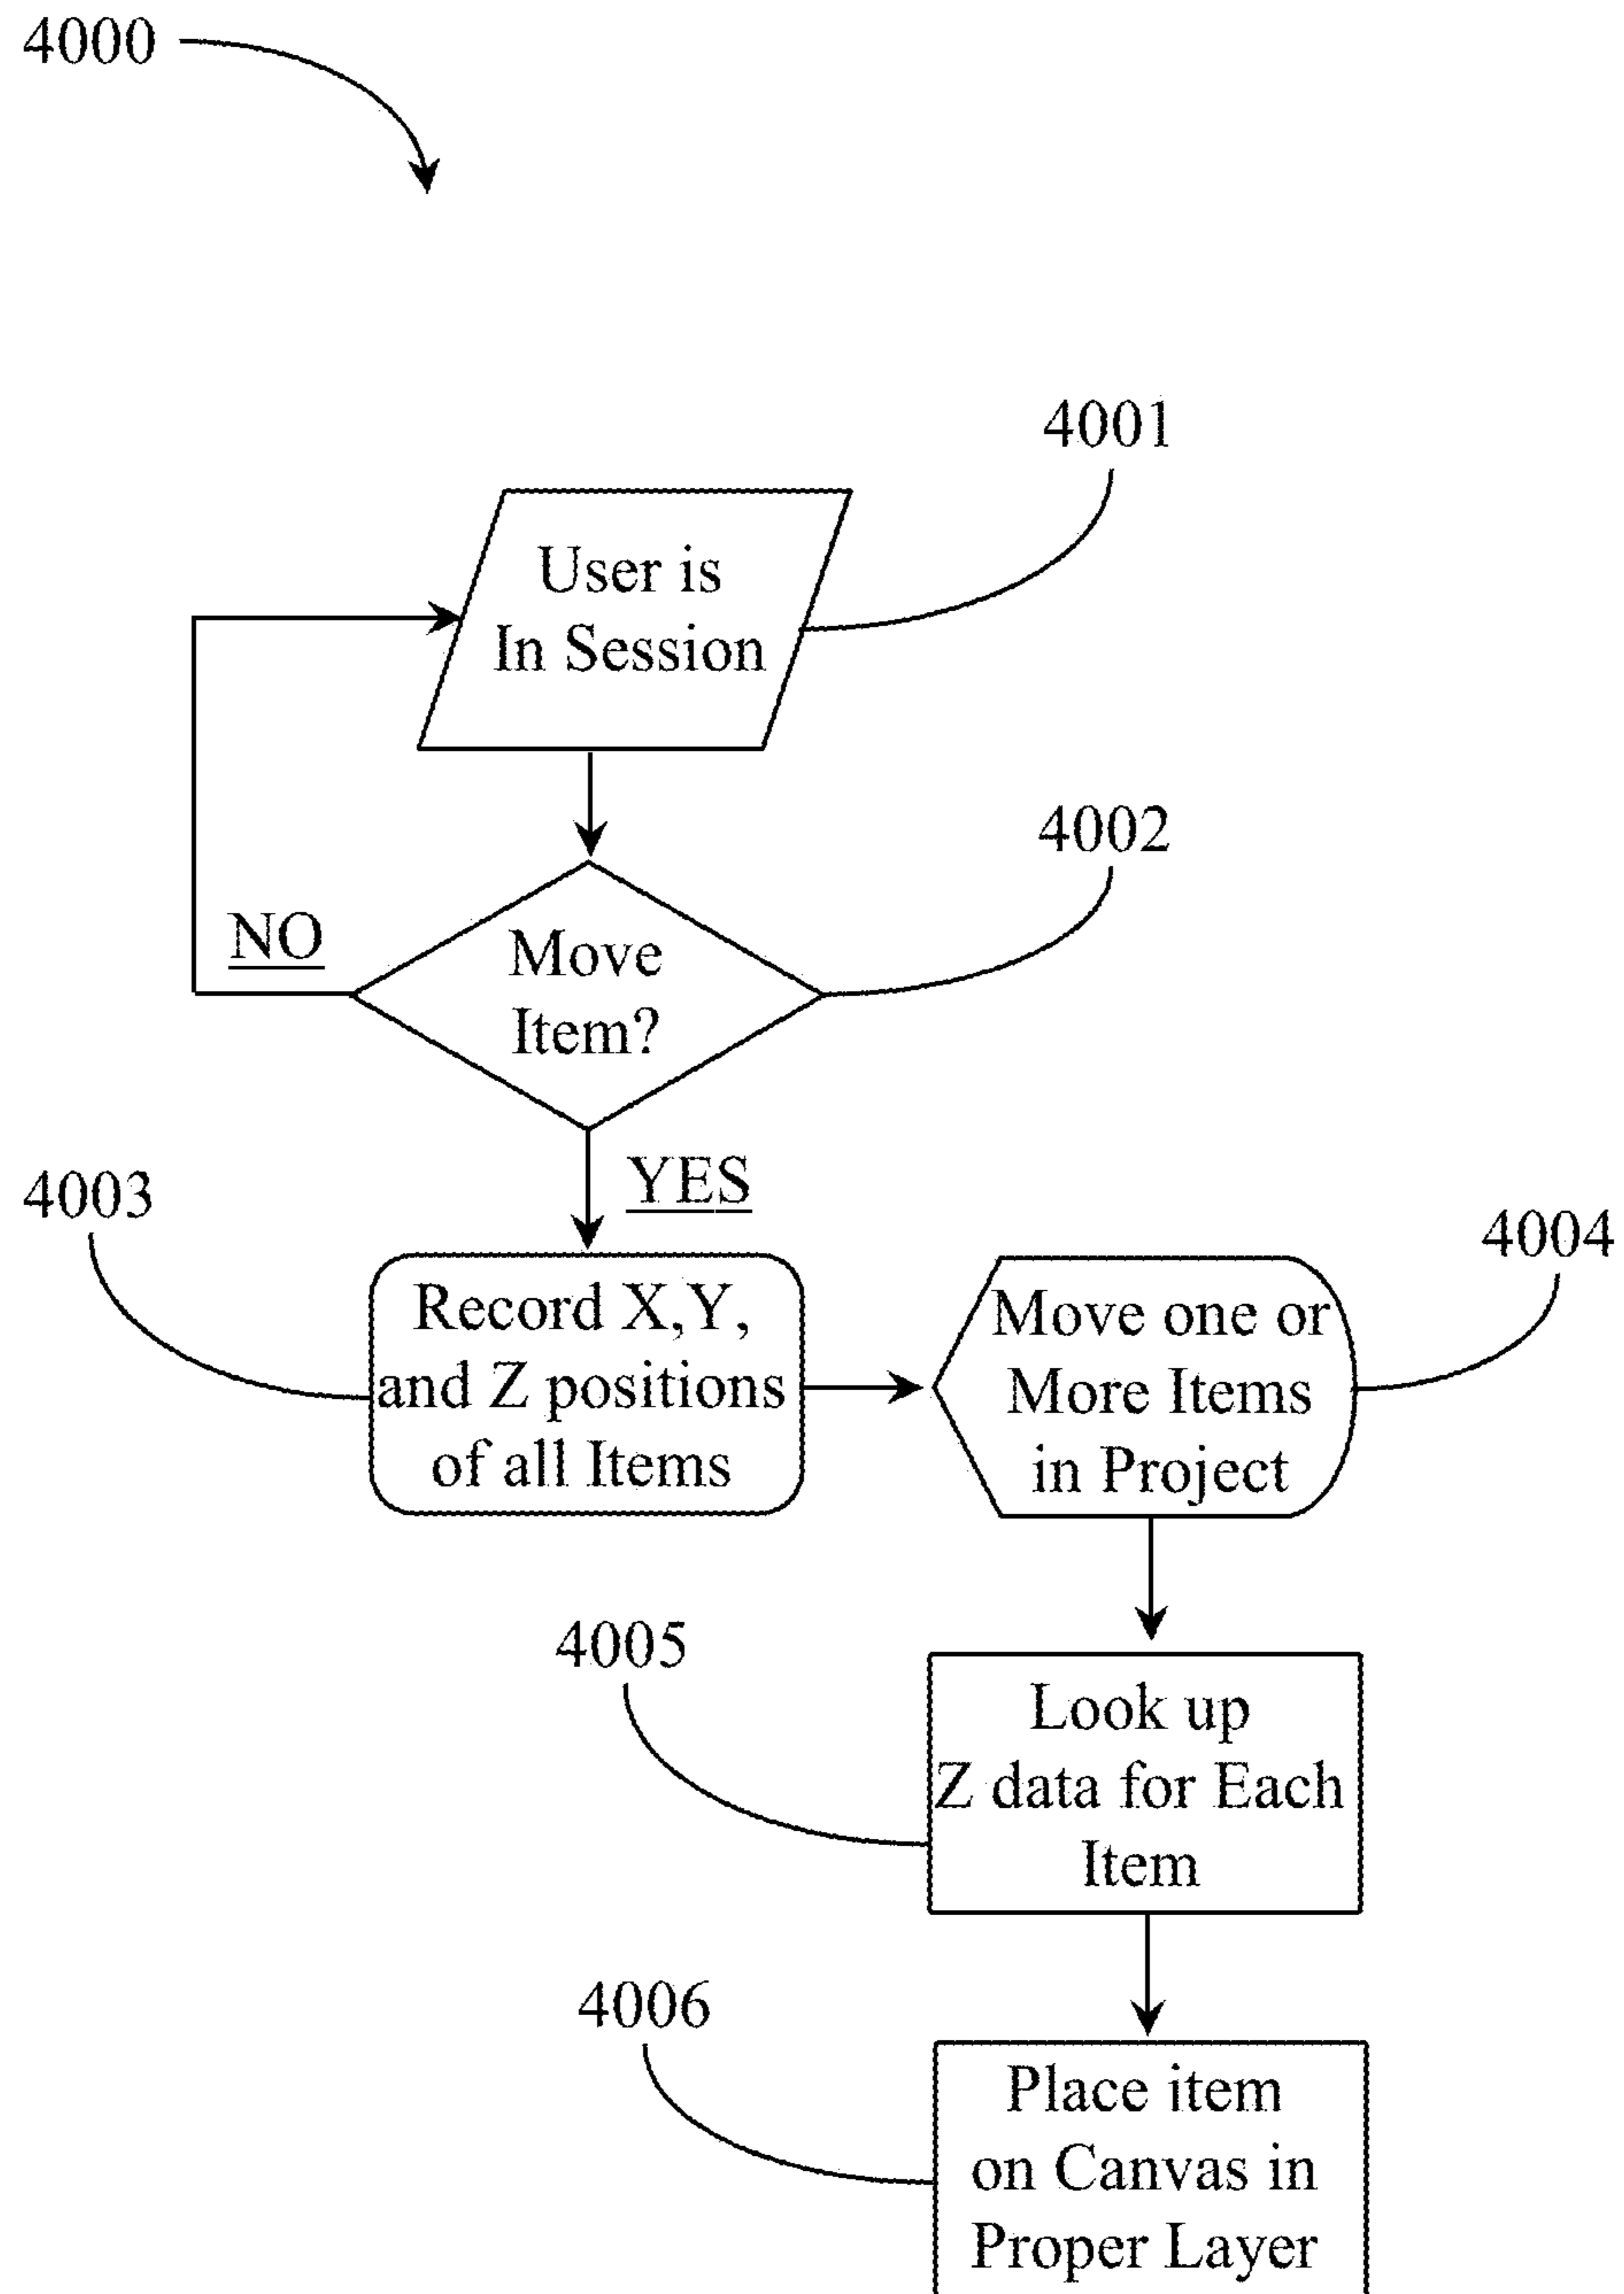 4000
4001
User is
In Session
4002
NO
Move
Item?
YES
4003
Record X,Y,
and Z positions
of all Items
4004
Move one or
More Items
in Project
4005
Look up
Z data for Each
Item
4006
Place item
on Canvas in
Proper Layer